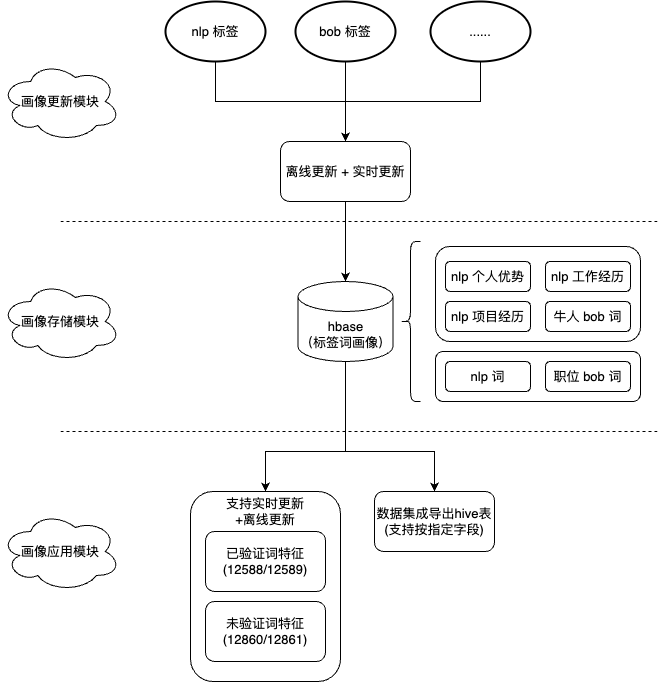 nlp 标签
bob 标签
......
画像更新模块
离线更新 + 实时更新
画像存储模块
hbase
(标签词画像)
nlp 个人优势
nlp 工作经历
nlp 项目经历
牛人 bob 词
nlp 词
职位 bob 词
画像应用模块
支持实时更新
+离线更新
已验证词特征
(12588/12589)
未验证词特征
(12860/12861)
数据集成导出hive表
(支持按指定字段)